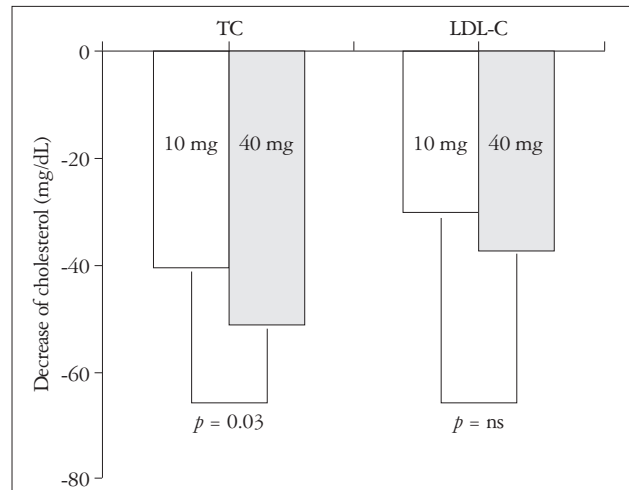 TC LDL-C
0
-20
-40
-60
-80
Decrease of cholesterol (mg/dL)
10 mg 40 mg 10 mg 40 mg
p = 0.03 p = ns